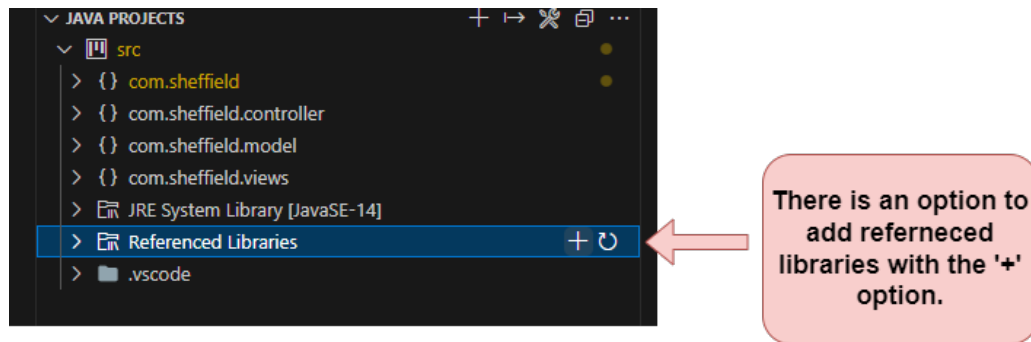 JAVA PROJECTS
src
{} com.sheffield
{} com.sheffield.controller
{} com.sheffield.model
{} com.sheffield.views
JRE System Library [JavaSE-14]
Referenced Libraries
.vscode
There is an option to
add referneced
libraries with the '+'
option.